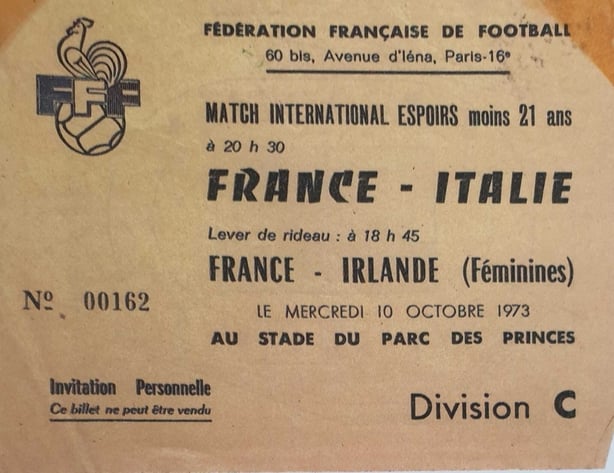 FFF
FÉDÉRATION FRANÇAISE DE FOOTBALL
60 bis, Avenue d'Iéna, Paris-16e
MATCH INTERNATIONAL ESPOIRS moins 21 ans
à 20 h 30
FRANCE - ITALIE
Lever de rideau : à 18 h 45
FRANCE - IRLANDE (Féminines)
Nº 00162
LE MERCREDI 10 OCTOBRE 1973
AU STADE DU PARC DES PRINCES
Invitation Personnelle
Ce billet ne peut être vendu
Division C